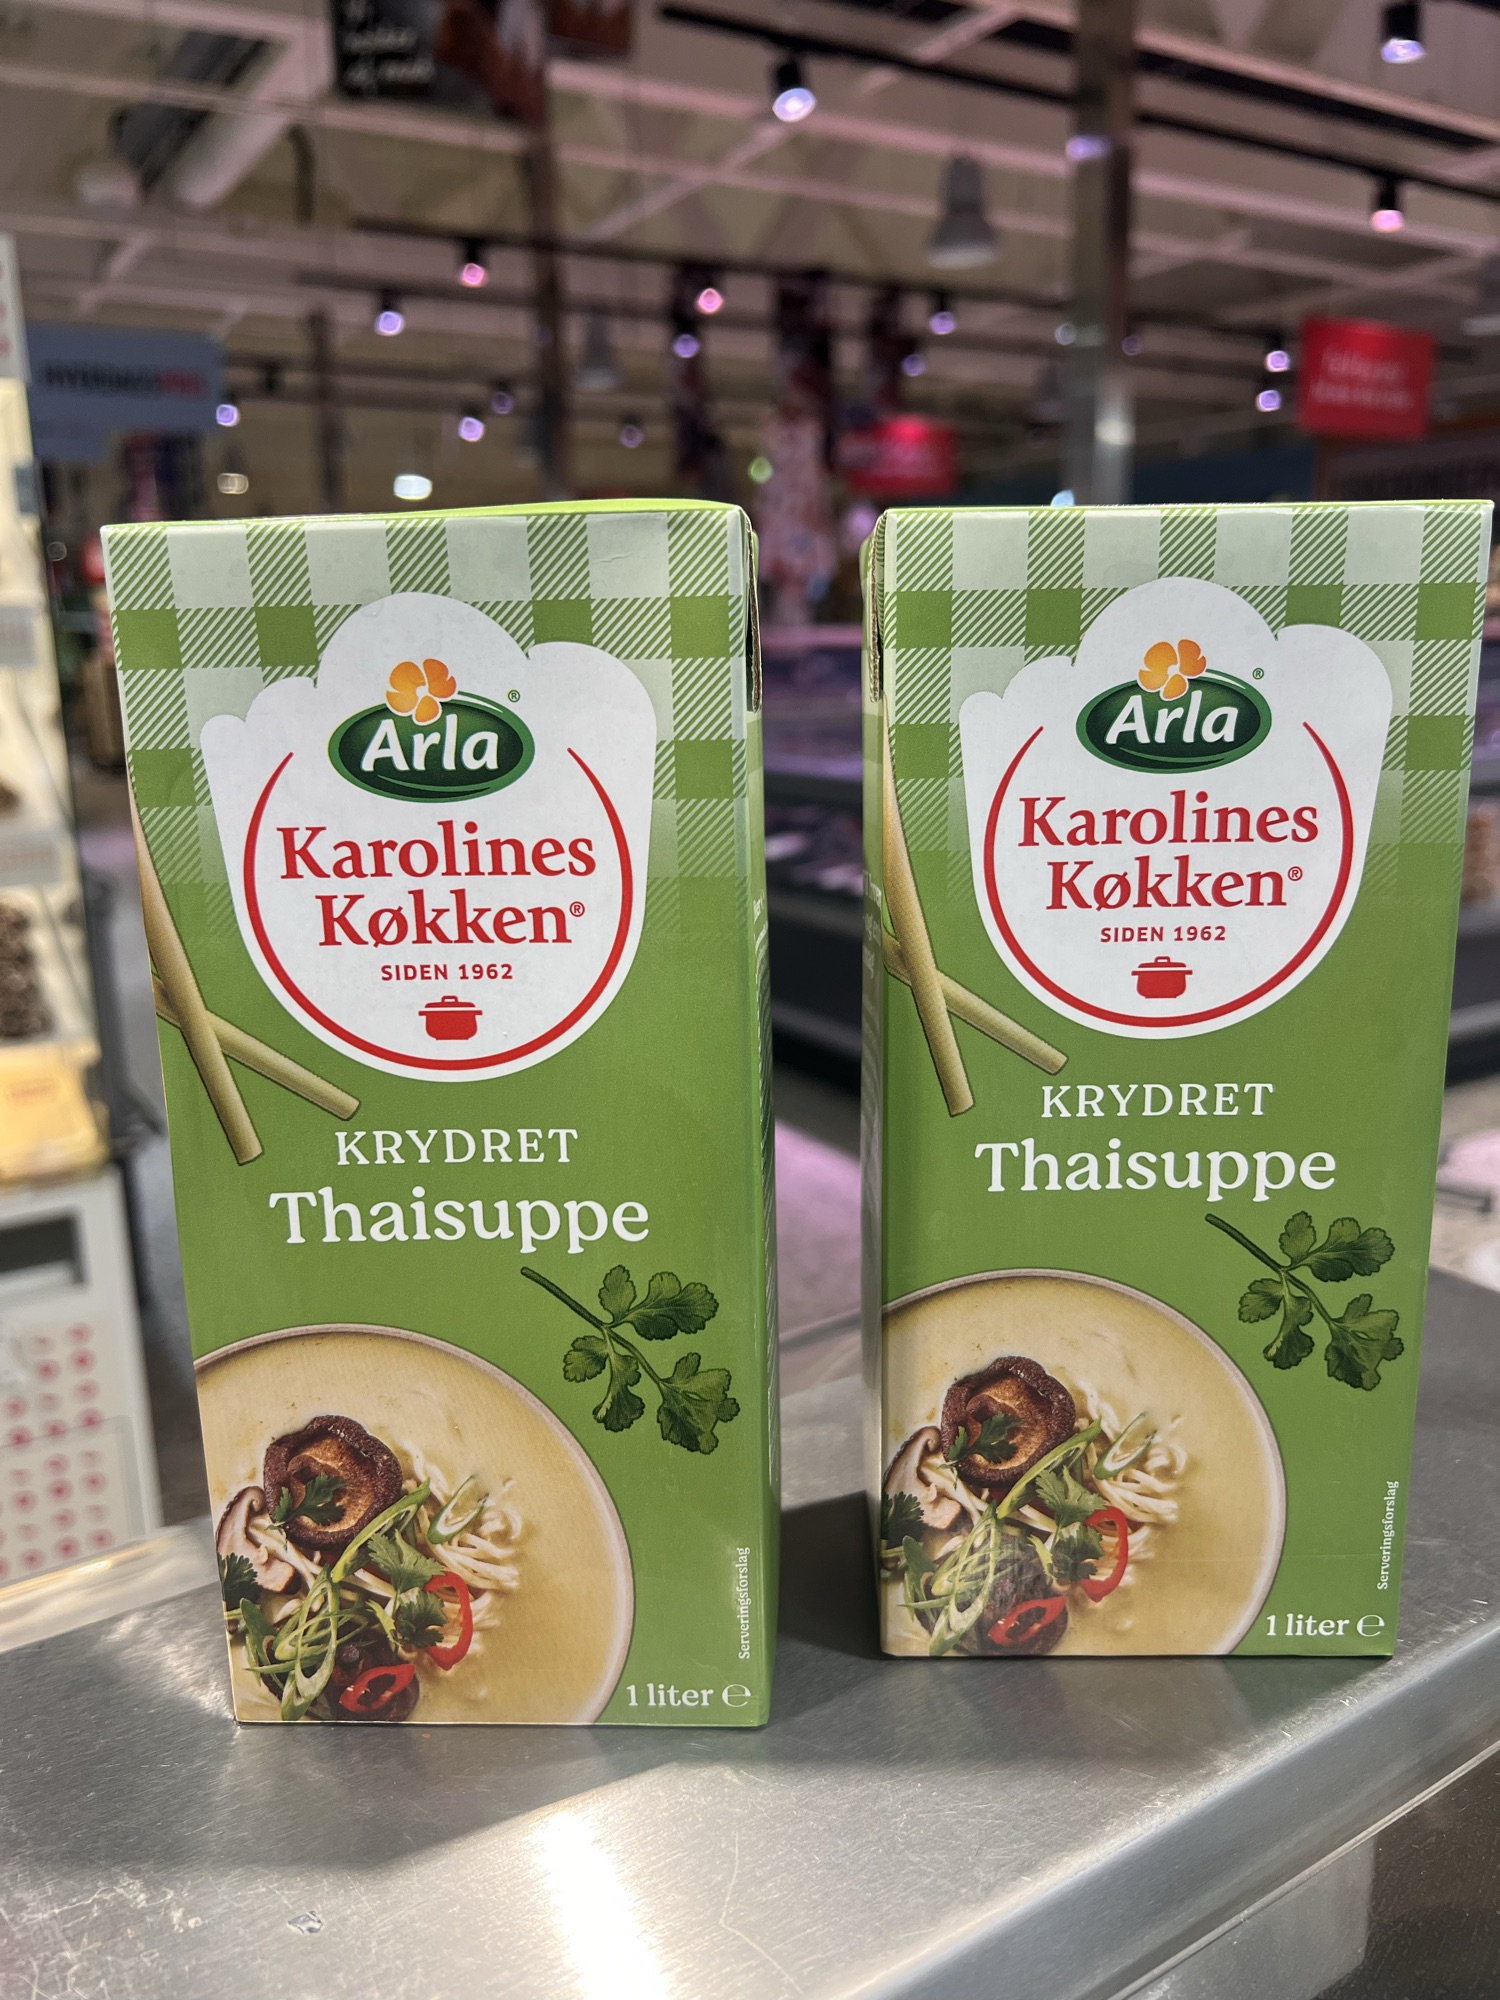 Arla®
Karolines
Køkken®
SIDEN 1962
KRYDRET
Thaisuppe
Serveringsforslag
1 liter ℮
Arla®
Karolines
Køkken®
SIDEN 1962
KRYDRET
Thaisuppe
Serveringsforslag
1 liter ℮